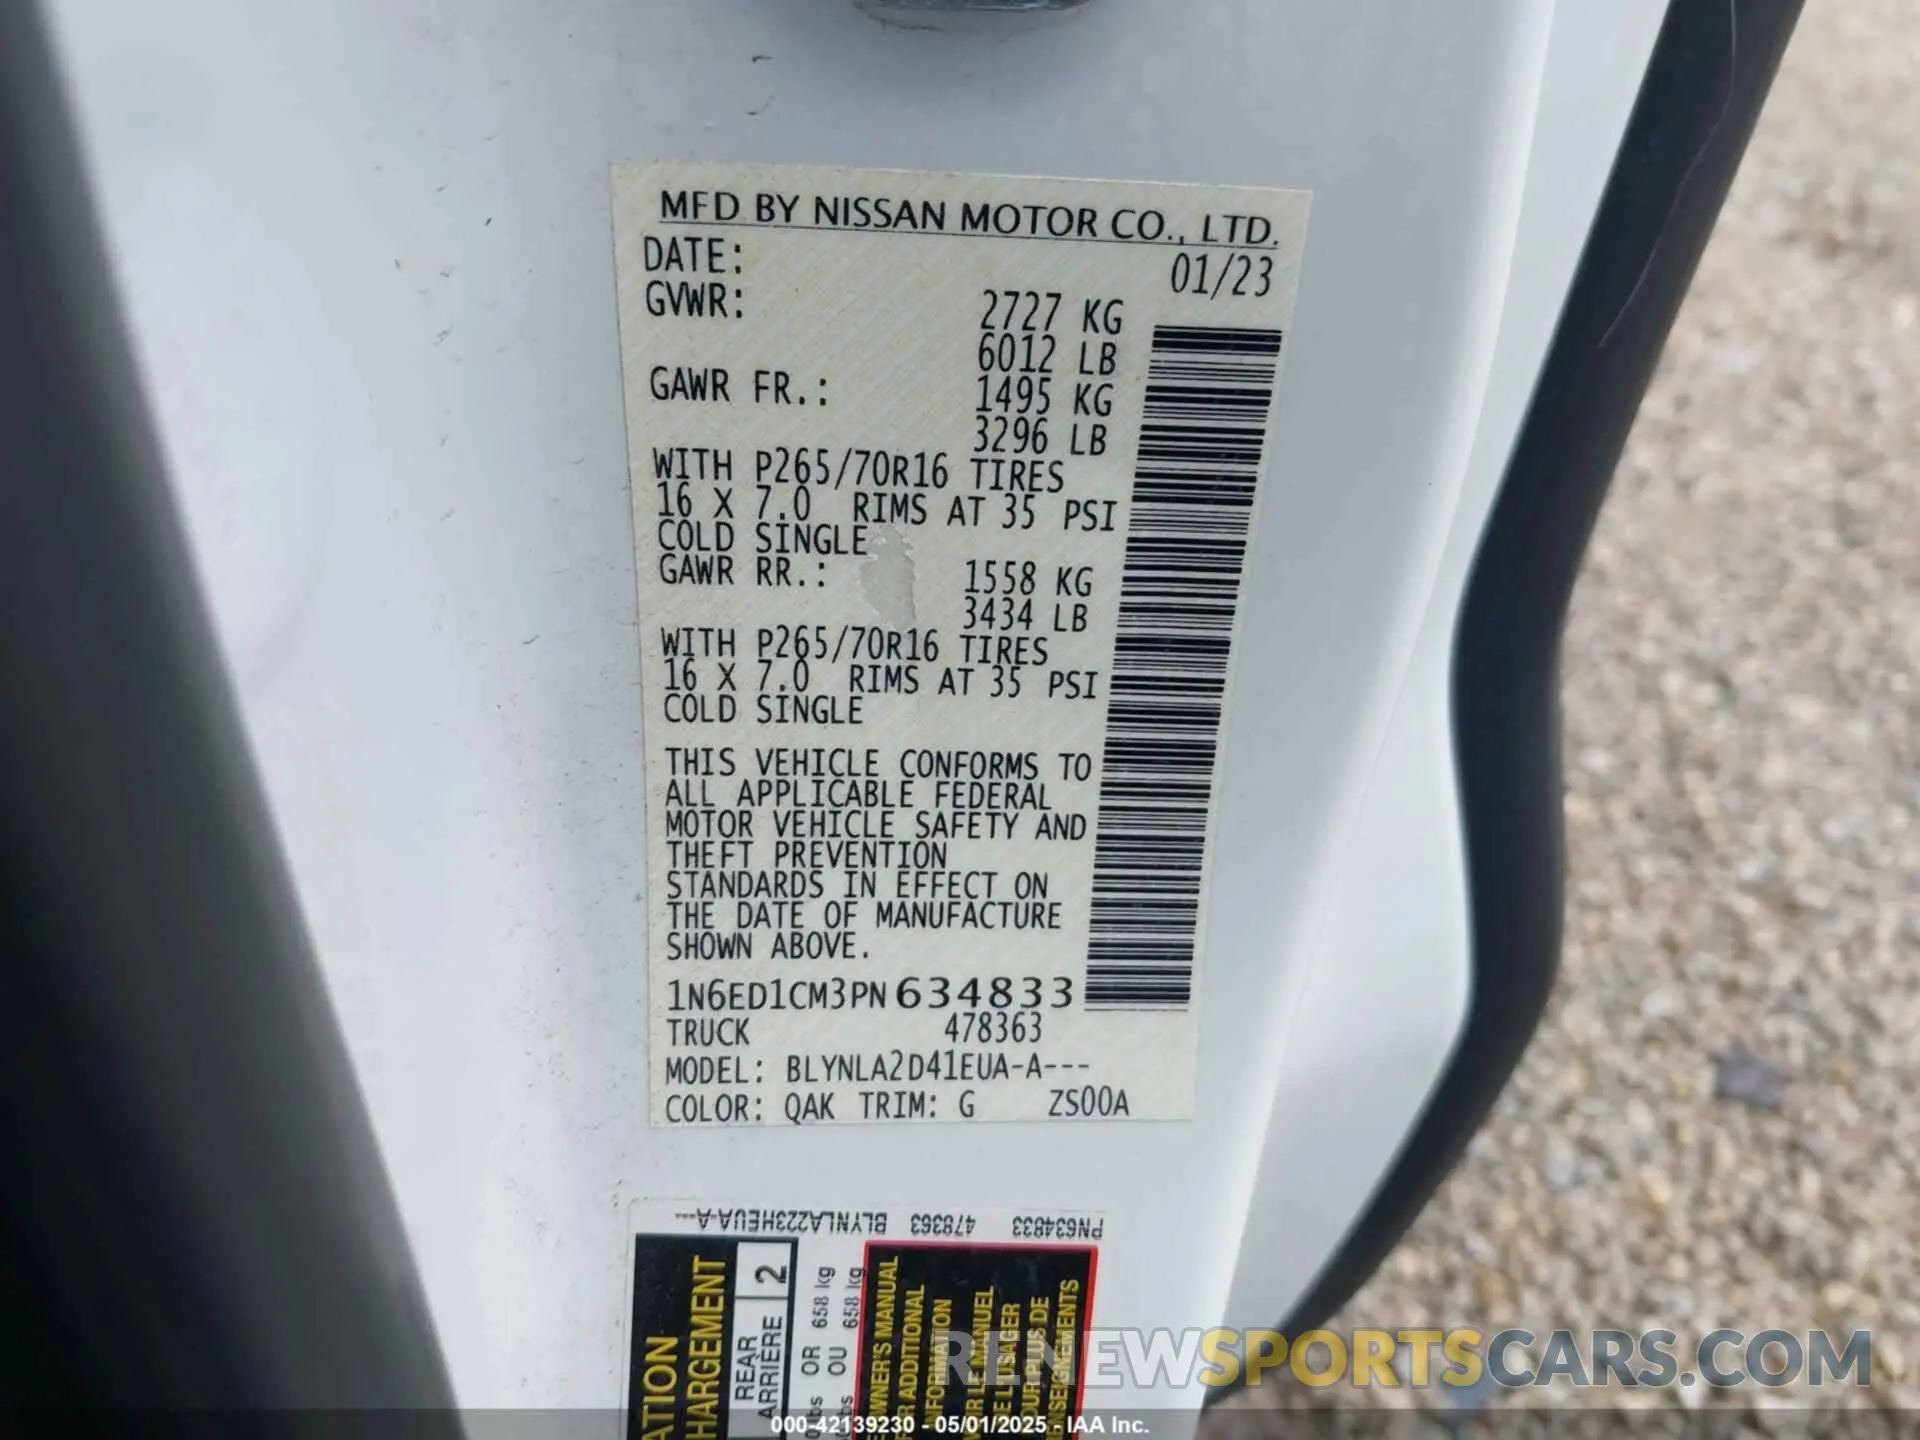 MFD BY NISSAN MOTOR CO., LTD.
DATE: 01/23
GVWR: 2727 KG
6012 LB
GAWR FR.: 1495 KG
3296 LB
WITH P265/70R16 TIRES
16 X 7.0 RIMS AT 35 PSI
COLD SINGLE
GAWR RR.: 1558 KG
3434 LB
WITH P265/70R16 TIRES
16 X 7.0 RIMS AT 35 PSI
COLD SINGLE
THIS VEHICLE CONFORMS TO
ALL APPLICABLE FEDERAL
MOTOR VEHICLE SAFETY AND
THEFT PREVENTION
STANDARDS IN EFFECT ON
THE DATE OF MANUFACTURE
SHOWN ABOVE.
1N6ED1CM3PN634833
TRUCK 478363
MODEL: BLYNLA2D41EUA-A---
COLOR: QAK TRIM: G ZS00A
PN634833 478363 BLYNLA223HEUA-A---
REAR 2
ARRIÈRE
OR 658 kg
OU 658 kg
MANUAL
ADDITIONAL
RENEWSPORTSCARS.COM
000-42139230 - 05/01/2025 - IAA Inc.